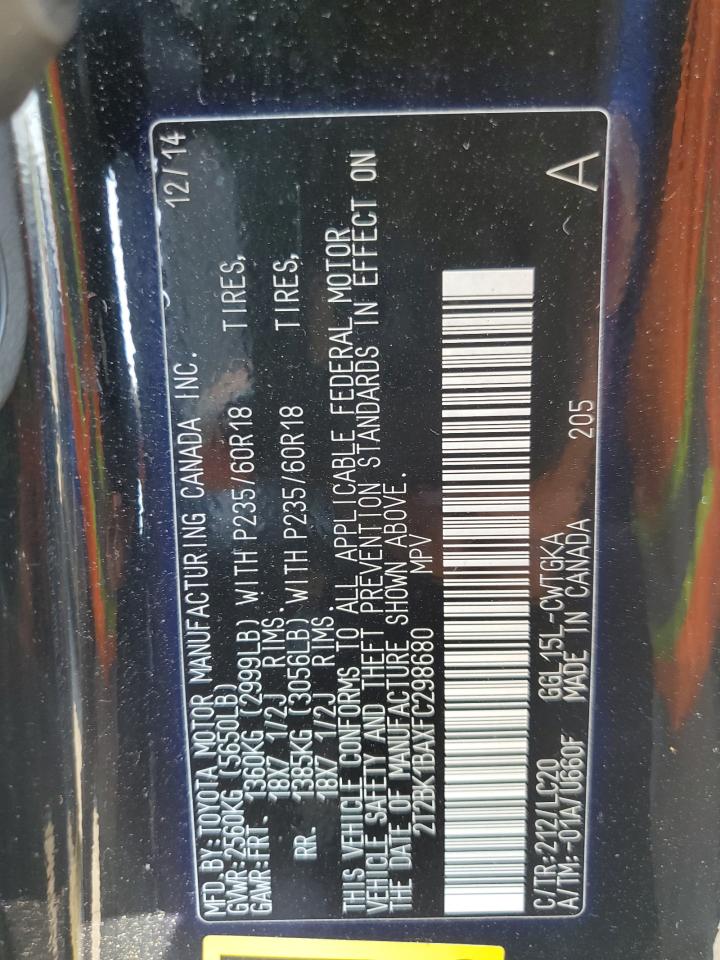 MFD. BY: TOYOTA MOTOR MANUFACTURING CANADA INC. 12/14
GVWR: 2560KG (5650LB)
GAWR: FRT. 1360KG (2999LB) WITH P235/60R18 TIRES,
18X7 1/2J RIMS.
RR. 1385KG (3056LB) WITH P235/60R18 TIRES,
18X7 1/2J RIMS.
THIS VEHICLE CONFORMS TO ALL APPLICABLE FEDERAL MOTOR
VEHICLE SAFETY AND THEFT PREVENTION STANDARDS IN EFFECT ON
THE DATE OF MANUFACTURE SHOWN ABOVE.
2T2BK1BAXFC298680 MPV
C/TR: 212/LC20 GGL15L-CWTGKA 205 A
A/TM: -01A/U660F MADE IN CANADA